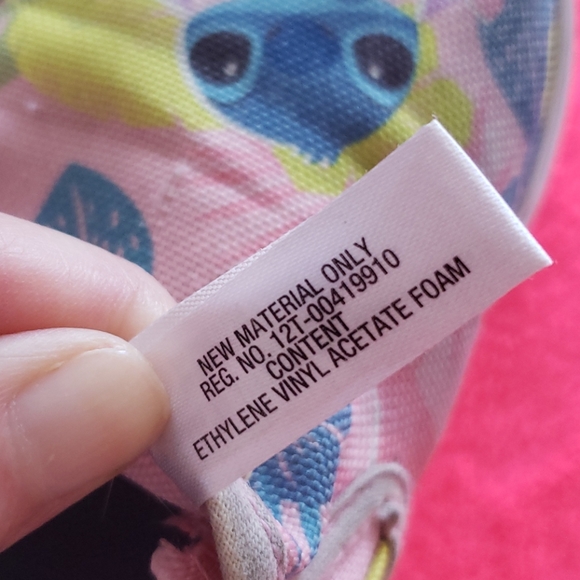 NEW MATERIAL ONLY
REG. NO. 12T-00419910
CONTENT
ETHYLENE VINYL ACETATE FOAM